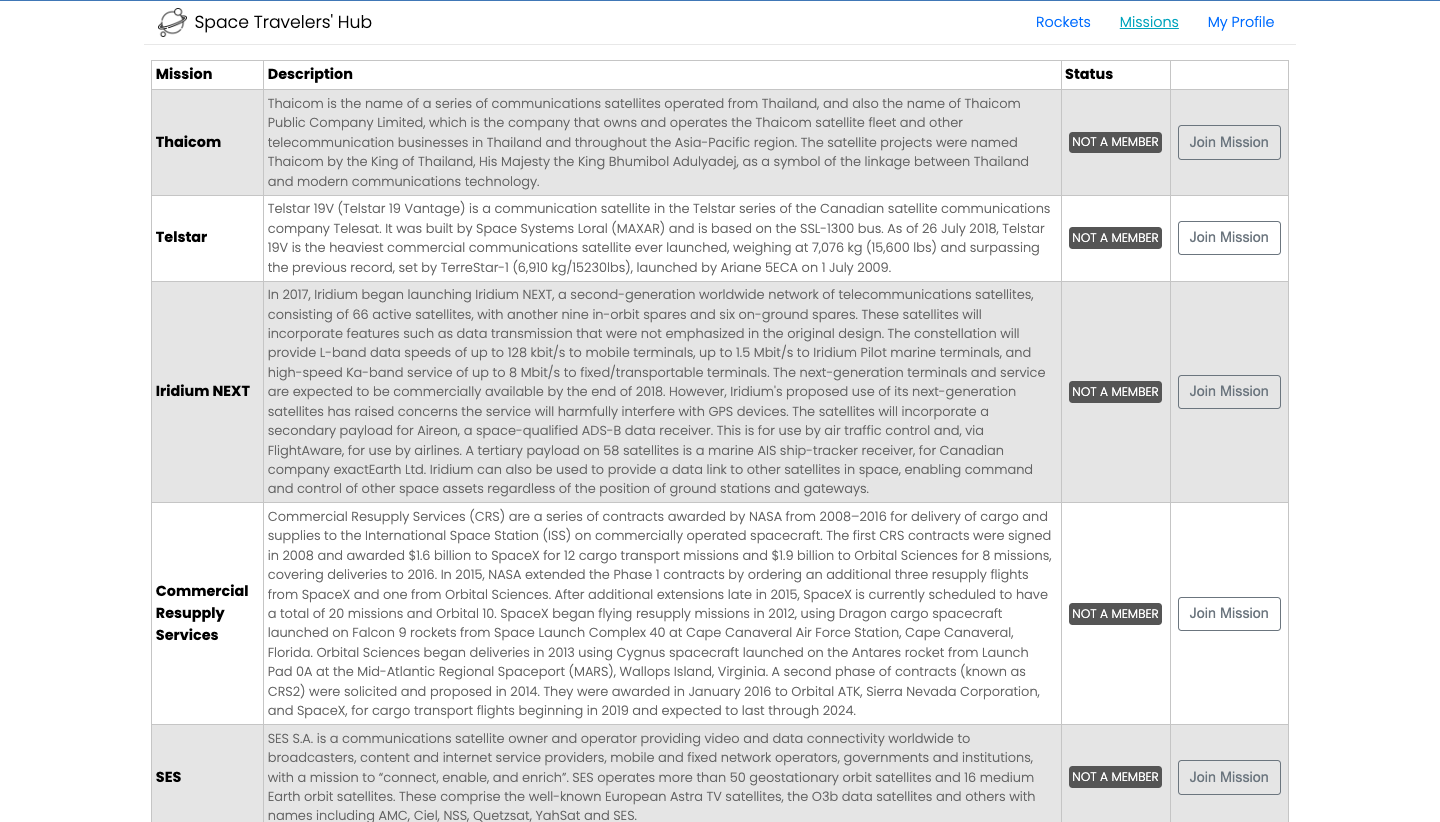 Space Travelers' Hub
Rockets
Missions
My Profile
Mission
Description
Status
Thaicom
Thaicom is the name of a series of communications satellites operated from Thailand, and also the name of Thaicom
Public Company Limited, which is the company that owns and operates the Thaicom satellite fleet and other
telecommunication businesses in Thailand and throughout the Asia-Pacific region. The satellite projects were named
Thaicom by the King of Thailand, His Majesty the King Bhumibol Adulyadej, as a symbol of the linkage between Thailand
and modern communications technology.
NOT A MEMBER
Join Mission
Telstar
Telstar 19V (Telstar 19 Vantage) is a communication satellite in the Telstar series of the Canadian satellite communications
company Telesat. It was built by Space Systems Loral (MAXAR) and is based on the SSL-1300 bus. As of 26 July 2018, Telstar
19V is the heaviest commercial communications satellite ever launched, weighing at 7,076 kg (15,600 lbs) and surpassing
the previous record, set by TerreStar-1 (6,910 kg/15230lbs), launched by Ariane 5ECA on 1 July 2009.
NOT A MEMBER
Join Mission
Iridium NEXT
In 2017, Iridium began launching Iridium NEXT, a second-generation worldwide network of telecommunications satellites,
consisting of 66 active satellites, with another nine in-orbit spares and six on-ground spares. These satellites will
incorporate features such as data transmission that were not emphasized in the original design. The constellation will
provide L-band data speeds of up to 128 kbit/s to mobile terminals, up to 1.5 Mbit/s to Iridium Pilot marine terminals, and
high-speed Ka-band service of up to 8 Mbit/s to fixed/transportable terminals. The next-generation terminals and service
are expected to be commercially available by the end of 2018. However, Iridium's proposed use of its next-generation
satellites has raised concerns the service will harmfully interfere with GPS devices. The satellites will incorporate a
secondary payload for Aireon, a space-qualified ADS-B data receiver. This is for use by air traffic control and, via
FlightAware, for use by airlines. A tertiary payload on 58 satellites is a marine AIS ship-tracker receiver, for Canadian
company exactEarth Ltd. Iridium can also be used to provide a data link to other satellites in space, enabling command
and control of other space assets regardless of the position of ground stations and gateways.
NOT A MEMBER
Join Mission
Commercial
Resupply
Services
Commercial Resupply Services (CRS) are a series of contracts awarded by NASA from 2008–2016 for delivery of cargo and
supplies to the International Space Station (ISS) on commercially operated spacecraft. The first CRS contracts were signed
in 2008 and awarded $1.6 billion to SpaceX for 12 cargo transport missions and $1.9 billion to Orbital Sciences for 8 missions,
covering deliveries to 2016. In 2015, NASA extended the Phase 1 contracts by ordering an additional three resupply flights
from SpaceX and one from Orbital Sciences. After additional extensions late in 2015, SpaceX is currently scheduled to have
a total of 20 missions and Orbital 10. SpaceX began flying resupply missions in 2012, using Dragon cargo spacecraft
launched on Falcon 9 rockets from Space Launch Complex 40 at Cape Canaveral Air Force Station, Cape Canaveral,
Florida. Orbital Sciences began deliveries in 2013 using Cygnus spacecraft launched on the Antares rocket from Launch
Pad 0A at the Mid-Atlantic Regional Spaceport (MARS), Wallops Island, Virginia. A second phase of contracts (known as
CRS2) were solicited and proposed in 2014. They were awarded in January 2016 to Orbital ATK, Sierra Nevada Corporation,
and SpaceX, for cargo transport flights beginning in 2019 and expected to last through 2024.
NOT A MEMBER
Join Mission
SES
SES S.A. is a communications satellite owner and operator providing video and data connectivity worldwide to
broadcasters, content and internet service providers, mobile and fixed network operators, governments and institutions,
with a mission to “connect, enable, and enrich”. SES operates more than 50 geostationary orbit satellites and 16 medium
Earth orbit satellites. These comprise the well-known European Astra TV satellites, the O3b data satellites and others with
names including AMC, Ciel, NSS, Quetzsat, YahSat and SES.
NOT A MEMBER
Join Mission